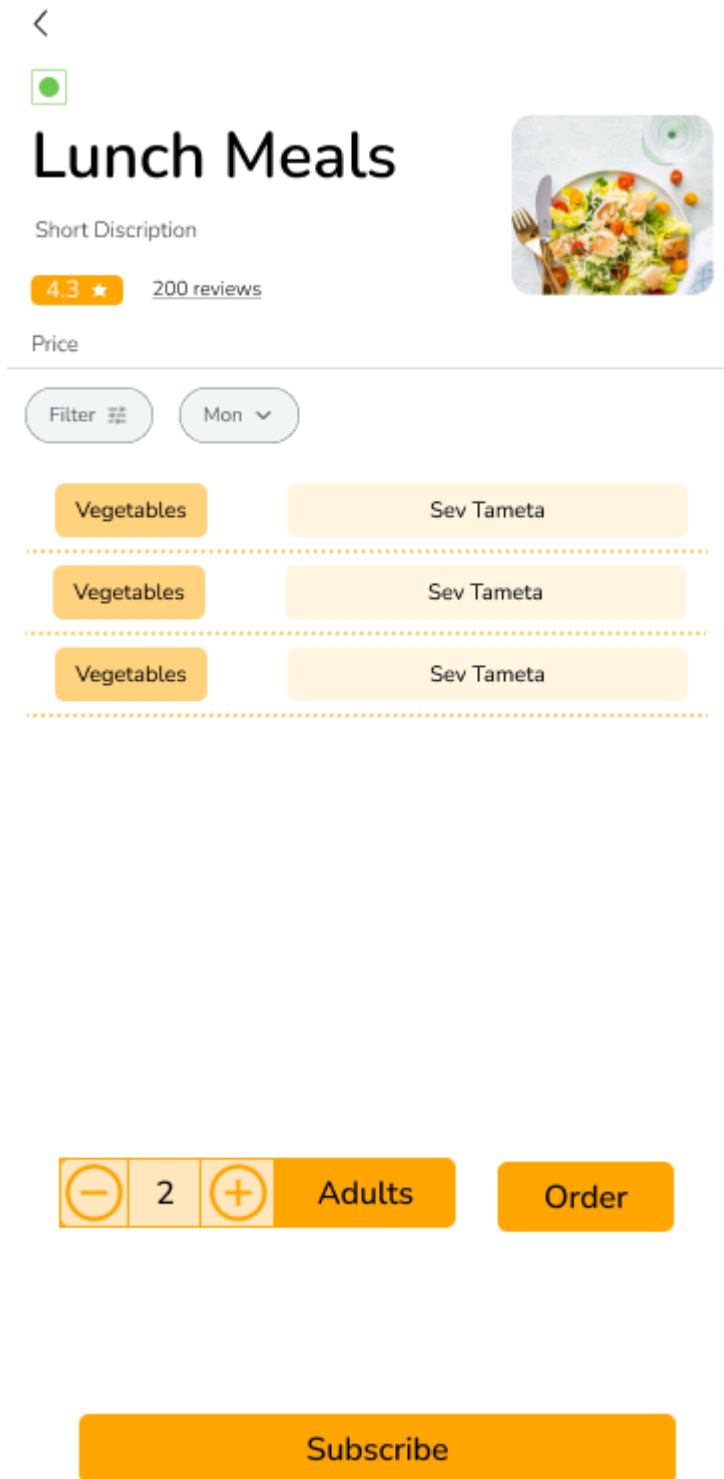 Lunch Meals
Short Discription
4.3 ★ 200 reviews
Price
Filter Mon
Vegetables Sev Tameta
Vegetables Sev Tameta
Vegetables Sev Tameta
2 Adults Order
Subscribe